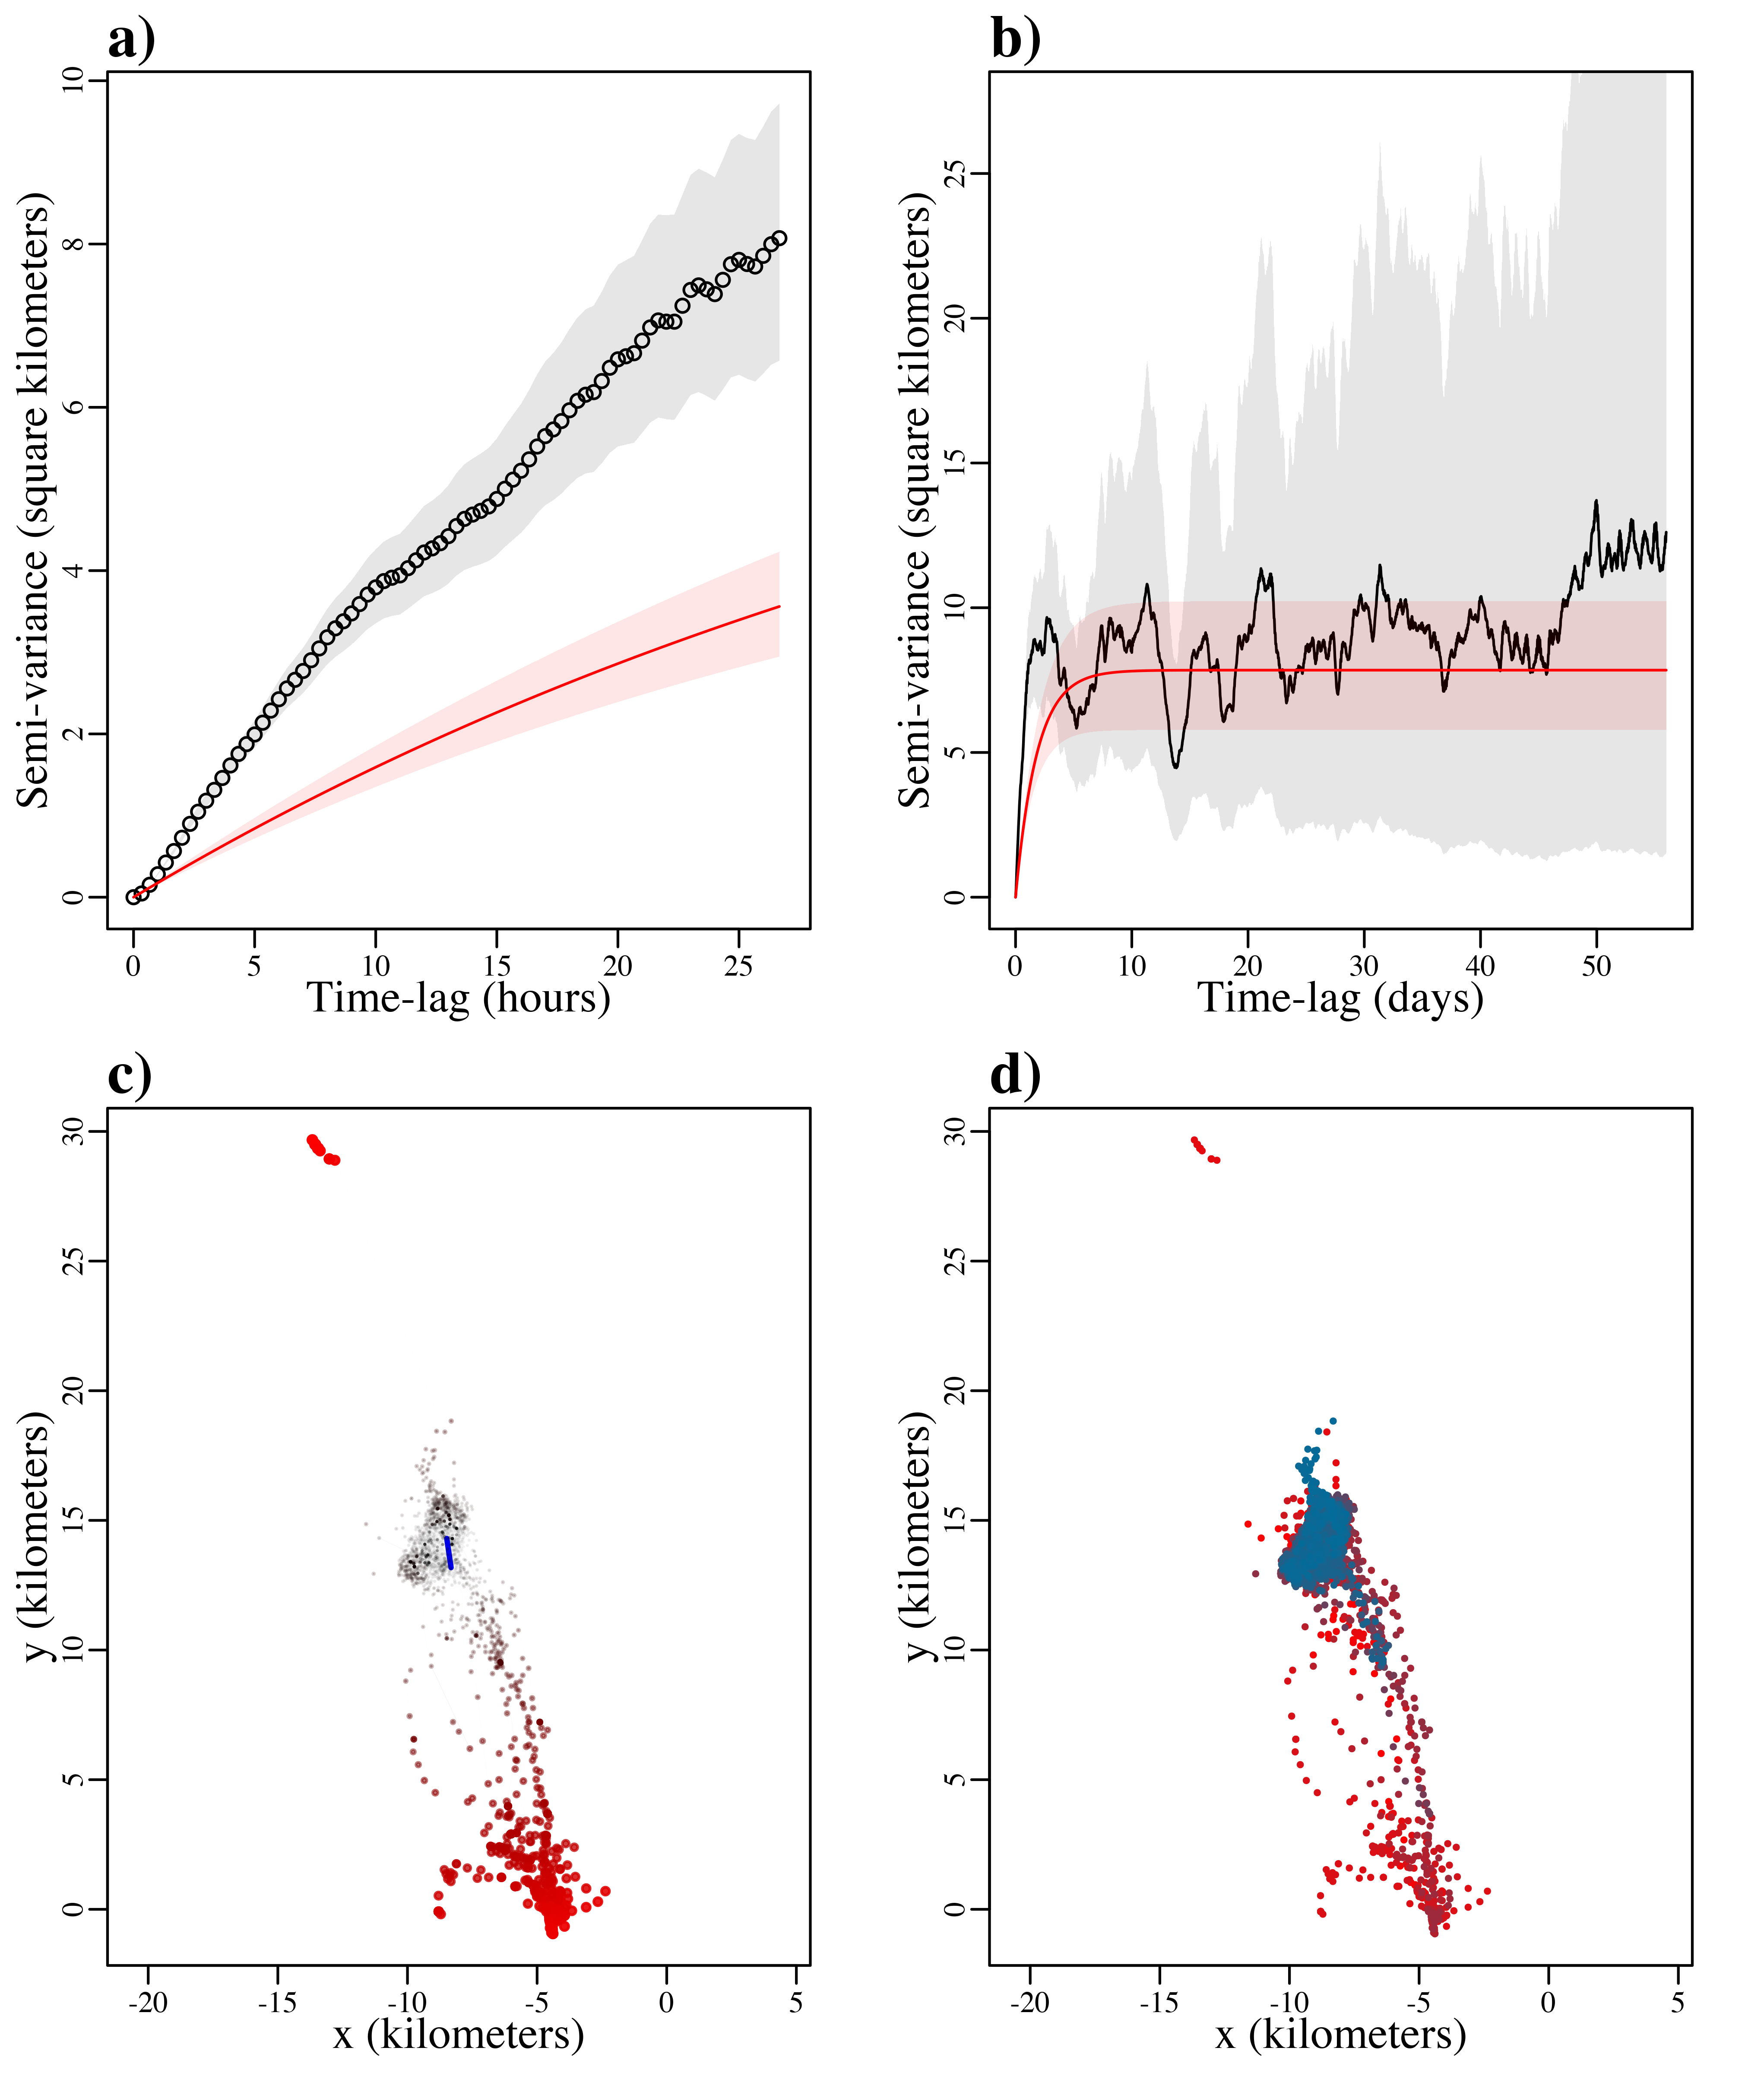 a)
Semi-variance (square kilometers)
10
8
6
4
2
0
0 5 10 15 20 25
Time-lag (hours)
b)
Semi-variance (square kilometers)
25
20
15
10
5
0
0 10 20 30 40 50
Time-lag (days)
c)
y (kilometers)
30
25
20
15
10
5
0
-20 -15 -10 -5 0 5
x (kilometers)
d)
y (kilometers)
30
25
20
15
10
5
0
-20 -15 -10 -5 0 5
x (kilometers)